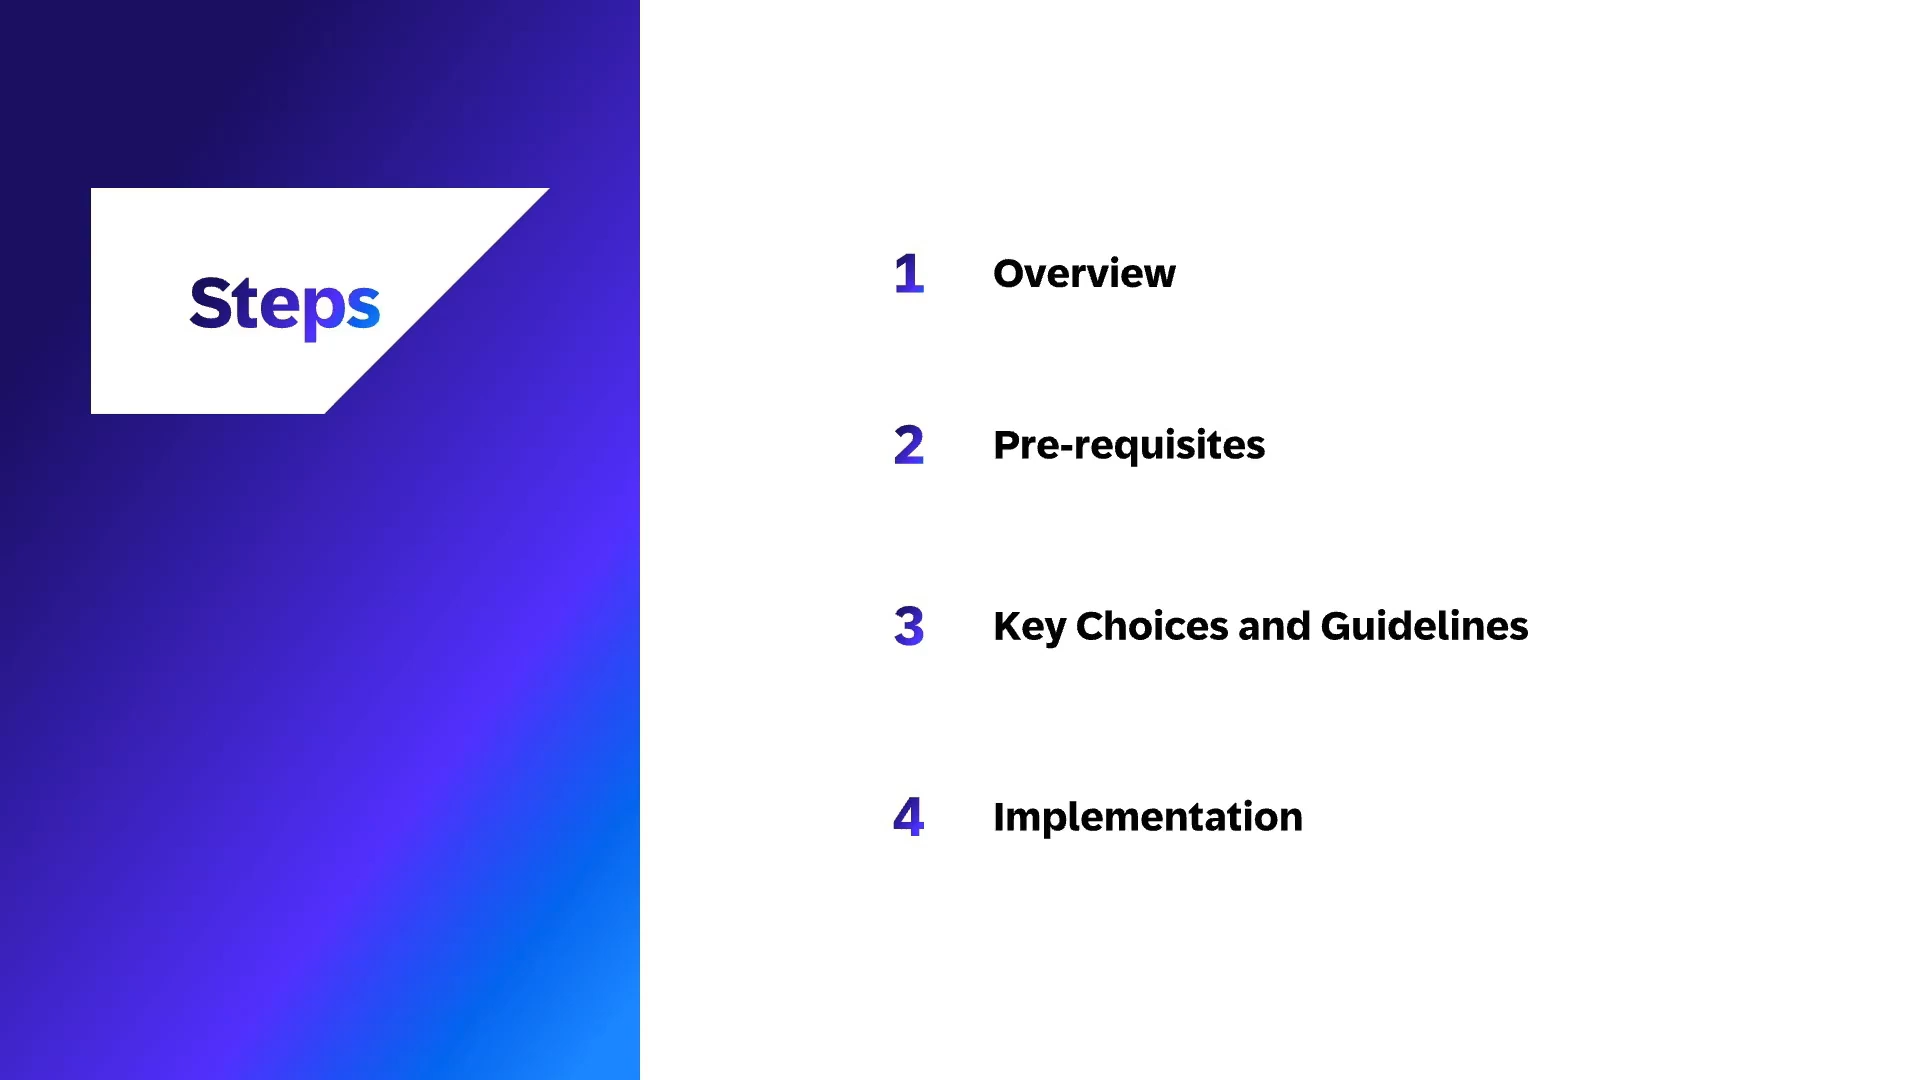 Steps
1 Overview
2 Pre-requisites
3 Key Choices and Guidelines
4 Implementation